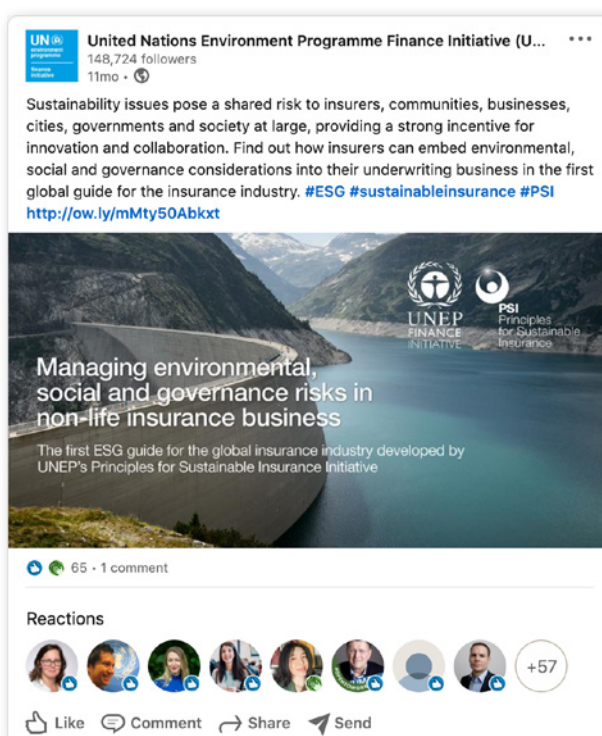 UN
environment
programme
finance
initiative
United Nations Environment Programme Finance Initiative (U...
148,724 followers
11mo •
Sustainability issues pose a shared risk to insurers, communities, businesses,
cities, governments and society at large, providing a strong incentive for
innovation and collaboration. Find out how insurers can embed environmental,
social and governance considerations into their underwriting business in the first
global guide for the insurance industry. #ESG #sustainableinsurance #PSI
http://ow.ly/mMty50Abkxt
UNEP
FINANCE
INITIATIVE
PSI
Principles
for Sustainable
Insurance
Managing environmental,
social and governance risks in
non-life insurance business
The first ESG guide for the global insurance industry developed by
UNEP's Principles for Sustainable Insurance Initiative
65 • 1 comment
Reactions
+57
Like Comment Share Send